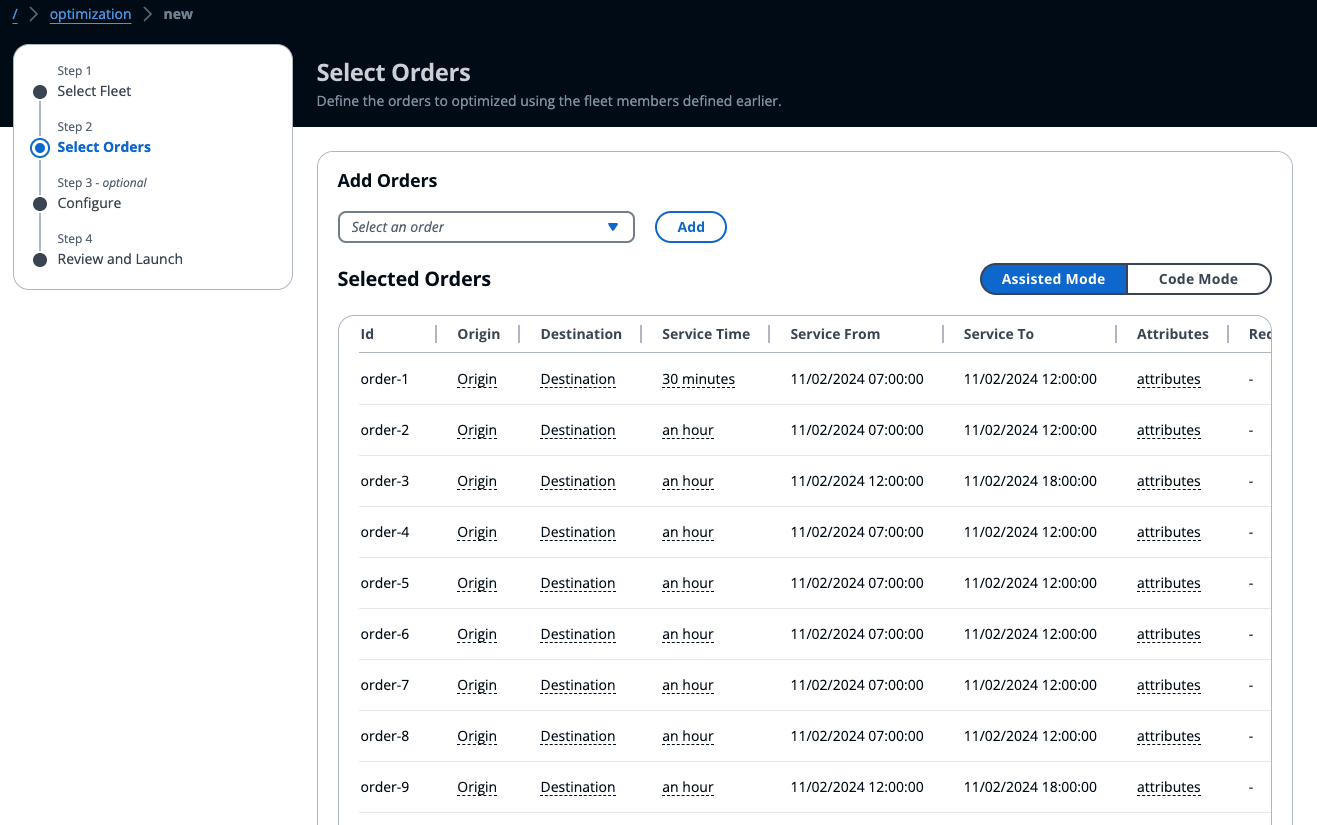 / optimization new
Step 1
Select Fleet
Step 2
Select Orders
Step 3 - optional
Configure
Step 4
Review and Launch
Select Orders
Define the orders to optimized using the fleet members defined earlier.
Add Orders
Select an order Add
Selected Orders Assisted Mode Code Mode
Id Origin Destination Service Time Service From Service To Attributes
order-1 Origin Destination 30 minutes 11/02/2024 07:00:00 11/02/2024 12:00:00 attributes -
order-2 Origin Destination an hour 11/02/2024 07:00:00 11/02/2024 12:00:00 attributes -
order-3 Origin Destination an hour 11/02/2024 12:00:00 11/02/2024 18:00:00 attributes -
order-4 Origin Destination an hour 11/02/2024 07:00:00 11/02/2024 12:00:00 attributes -
order-5 Origin Destination an hour 11/02/2024 07:00:00 11/02/2024 12:00:00 attributes -
order-6 Origin Destination an hour 11/02/2024 07:00:00 11/02/2024 12:00:00 attributes -
order-7 Origin Destination an hour 11/02/2024 07:00:00 11/02/2024 12:00:00 attributes -
order-8 Origin Destination an hour 11/02/2024 07:00:00 11/02/2024 12:00:00 attributes -
order-9 Origin Destination an hour 11/02/2024 12:00:00 11/02/2024 18:00:00 attributes -